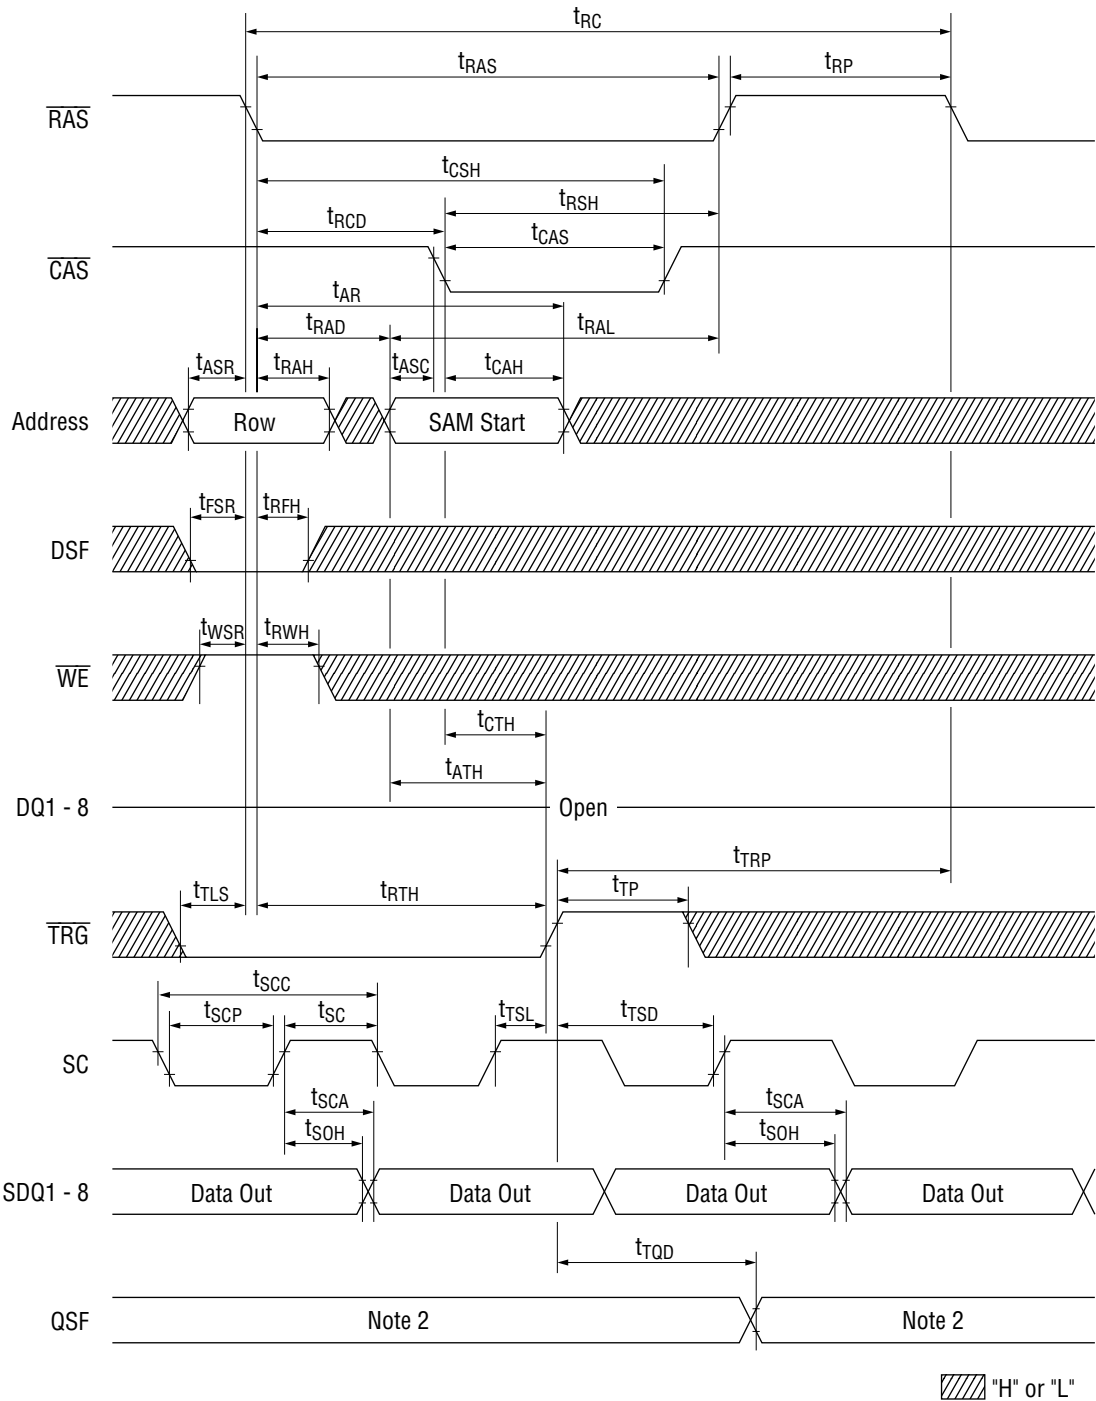 tRC
tRAS
tRP
RAS
tCSH
tRSH
tRCD
tCAS
CAS
tAR
tRAD
tRAL
tASR
tRAH
tASC
tCAH
Address
Row
SAM Start
tFSR
tRFH
DSF
tWSR
tRWH
WE
tCTH
tATH
DQ1 - 8
Open
tTRP
tTLS
tRTH
tTP
TRG
tSCC
tSCP
tSC
tTSL
tTSD
SC
tSCA
tSCA
tSOH
tSOH
SDQ1 - 8
Data Out
Data Out
Data Out
Data Out
tTQD
QSF
Note 2
Note 2
"H" or "L"